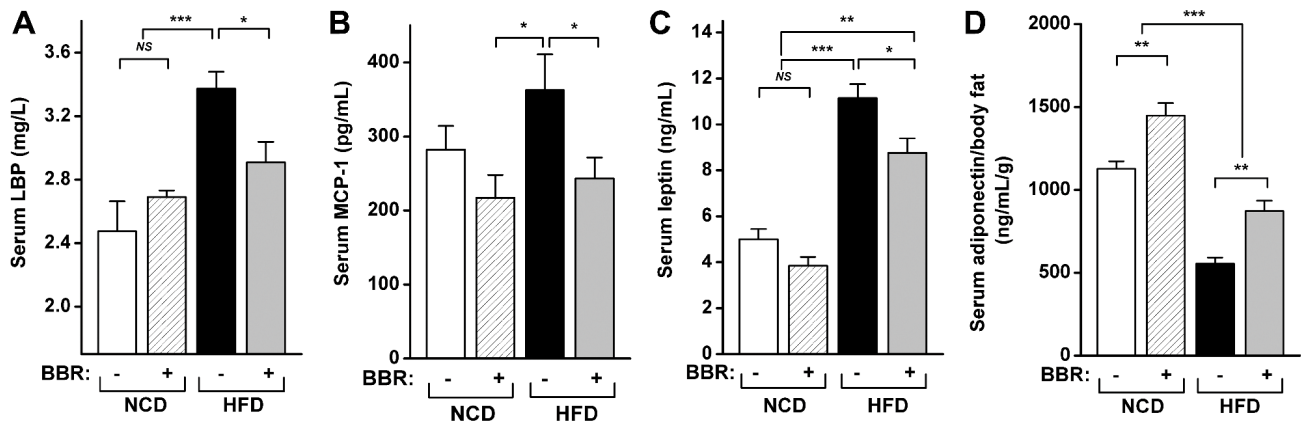 A
Serum LBP (mg/L)
3.6
3.2
2.8
2.4
2.0
NS
***
*
BBR: - + - +
NCD HFD
B
Serum MCP-1 (pg/mL)
400
300
200
100
0
*
*
BBR: - + - +
NCD HFD
C
Serum leptin (ng/mL)
14
12
10
8
6
4
2
0
**
***
*
NS
BBR: - + - +
NCD HFD
D
Serum adiponectin/body fat
(ng/mL/g)
2000
1500
1000
500
0
***
**
**
BBR: - + - +
NCD HFD